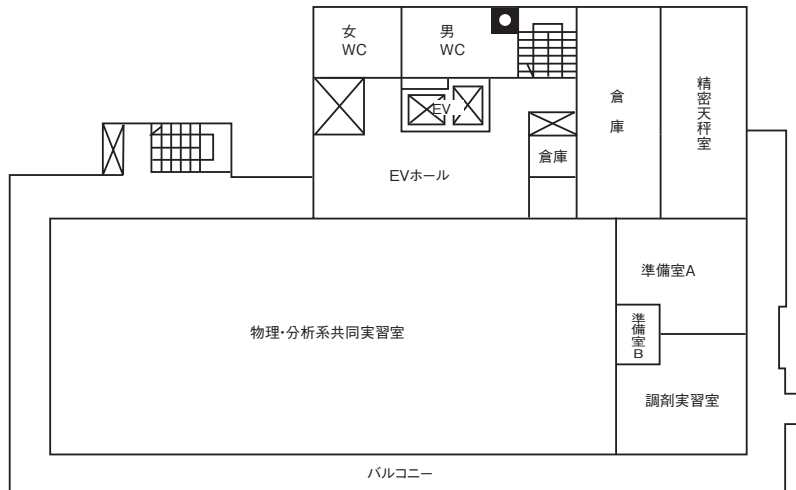 女
WC
男
WC
EV
倉
庫
精密天秤室
倉庫
EVホール
準備室A
物理・分析系共同実習室
準備室B
調剤実習室
バルコニー